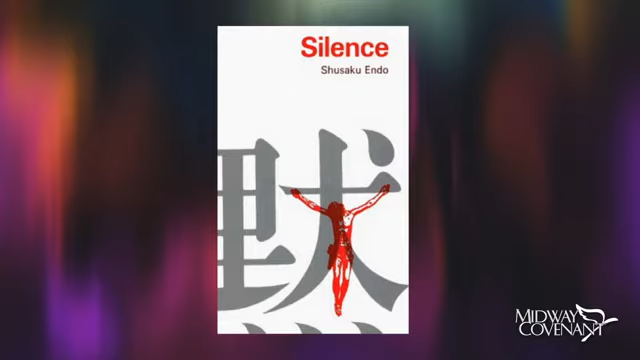 Silence
Shusaku Endo
黙
MIDWAY
COVENANT